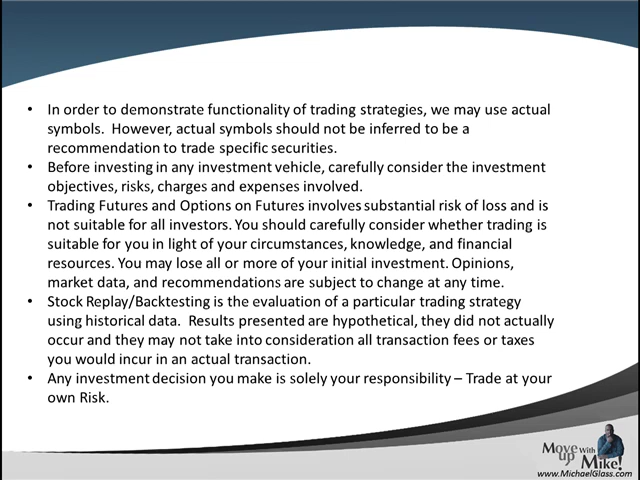 • In order to demonstrate functionality of trading strategies, we may use actual
symbols.  However, actual symbols should not be inferred to be a
recommendation to trade specific securities.
• Before investing in any investment vehicle, carefully consider the investment
objectives, risks, charges and expenses involved.
• Trading Futures and Options on Futures involves substantial risk of loss and is
not suitable for all investors. You should carefully consider whether trading is
suitable for you in light of your circumstances, knowledge, and financial
resources. You may lose all or more of your initial investment. Opinions,
market data, and recommendations are subject to change at any time.
• Stock Replay/Backtesting is the evaluation of a particular trading strategy
using historical data.  Results presented are hypothetical, they did not actually
occur and they may not take into consideration all transaction fees or taxes
you would incur in an actual transaction.
• Any investment decision you make is solely your responsibility – Trade at your
own Risk.
Move up With Mike!
www.MichaelGlass.com